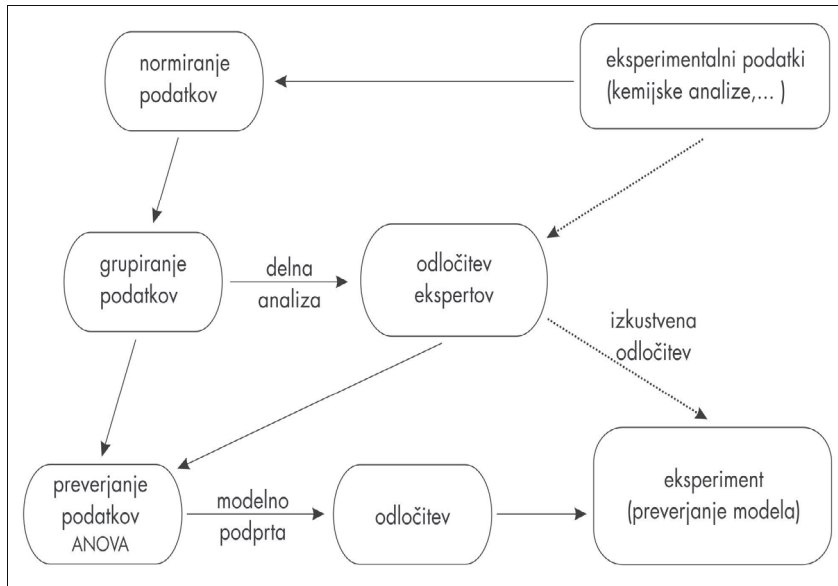 normiranje
podatkov
eksperimentalni podatki
(kemijske analize,... )
grupiranje
podatkov
delna
analiza
odločitev
ekspertov
izkustvena
odločitev
preverjanje
podatkov
ANOVA
modelno
podprta
odločitev
eksperiment
(preverjanje modela)